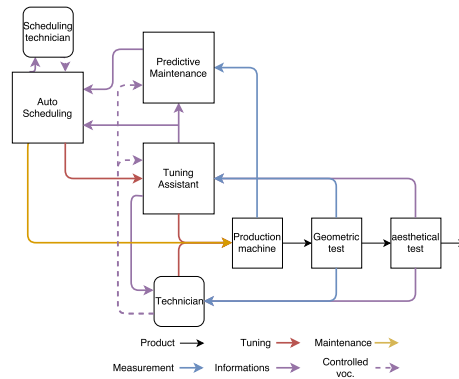 Scheduling
technician
Predictive
Maintenance
Auto
Scheduling
Tuning
Assistant
Production
machine
Geometric
test
aesthetical
test
Technician
Product
Tuning
Maintenance
Measurement
Informations
Controlled
voc.